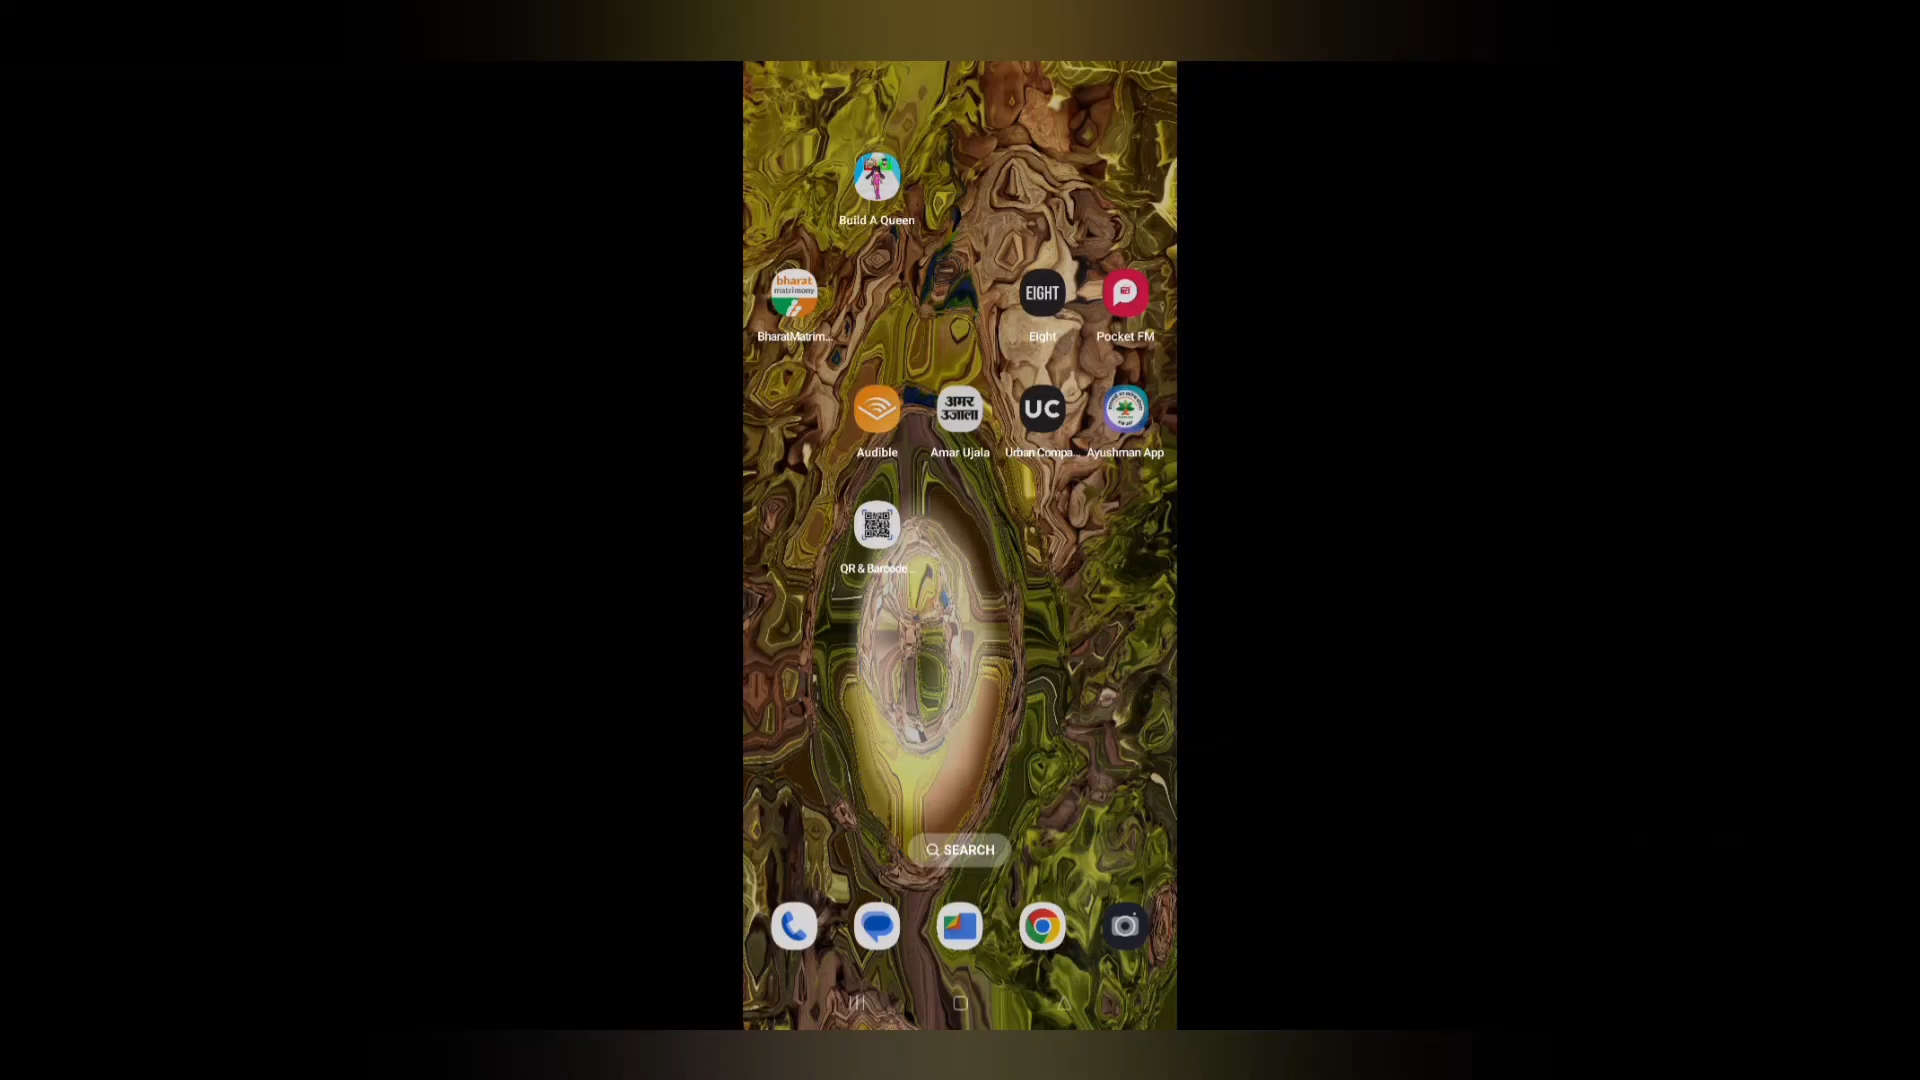 Build A Queen
bharat
matrimony
BharatMatrim...
EIGHT
Eight
Pocket FM
Audible
अमर
उजाला
Amar Ujala
UC
Urban Compa...
Ayushman App
QR & Barcode ...
SEARCH